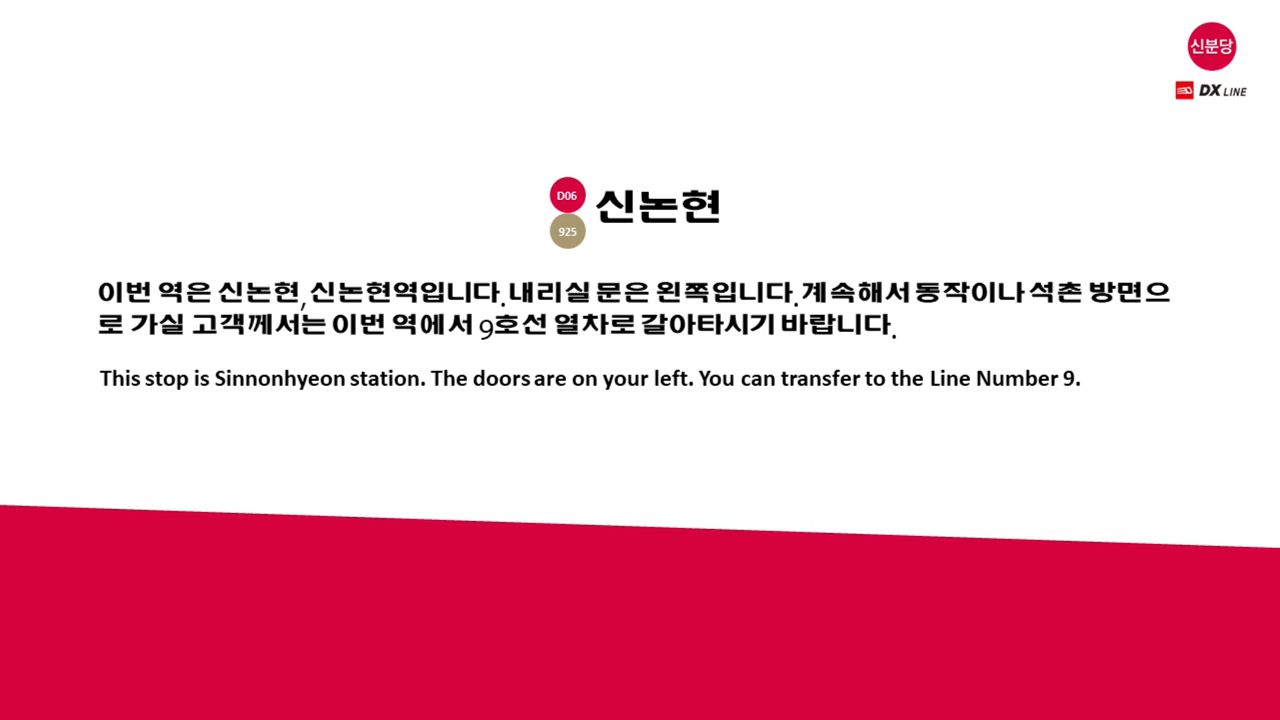 신분당
DX LINE
D06
신논현
925
이번 역은 신논현, 신논현역입니다. 내리실 문은 왼쪽입니다. 계속해서 동작이나 석촌 방면으
로 가실 고객께서는 이번 역에서 9호선 열차로 갈아타시기 바랍니다.
This stop is Sinnonhyeon station. The doors are on your left. You can transfer to the Line Number 9.